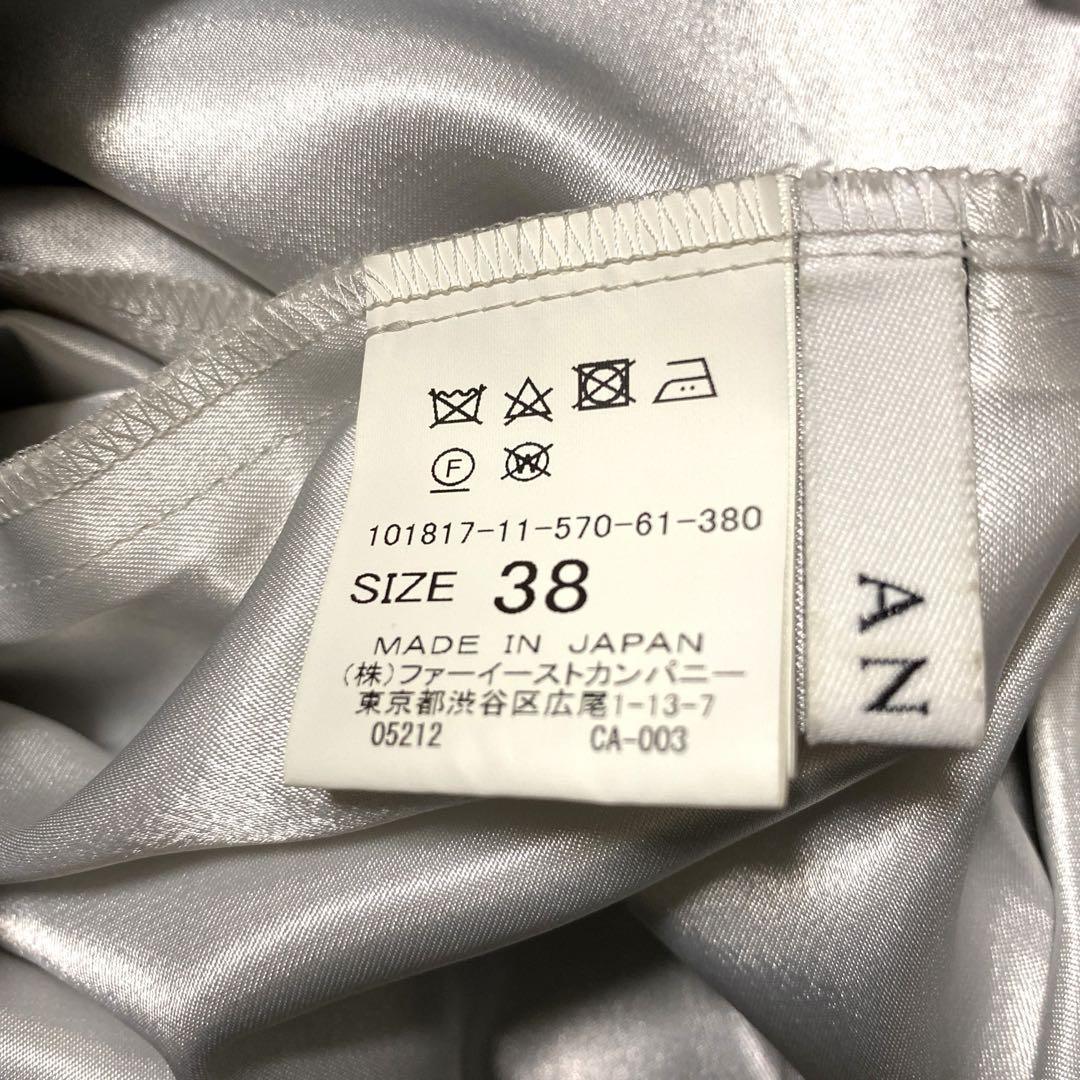 F W
101817-11-570-61-380
SIZE 38
MADE IN JAPAN
(株)ファーイーストカンパニー
東京都渋谷区広尾1-13-7
05212 CA-003
AN